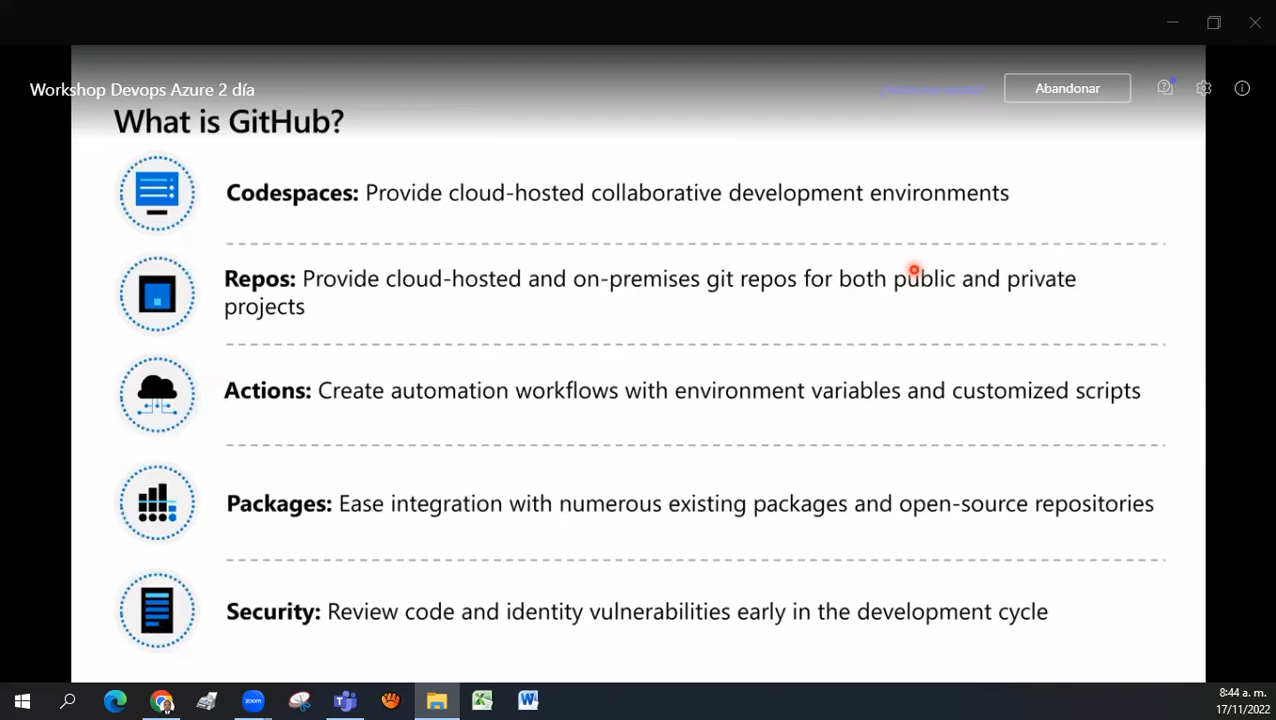 Workshop Devops Azure 2 día
Abandonar
What is GitHub?
Codespaces: Provide cloud-hosted collaborative development environments
Repos: Provide cloud-hosted and on-premises git repos for both public and private
projects
Actions: Create automation workflows with environment variables and customized scripts
Packages: Ease integration with numerous existing packages and open-source repositories
Security: Review code and identity vulnerabilities early in the development cycle
zoom
8:44 a. m.
17/11/2022